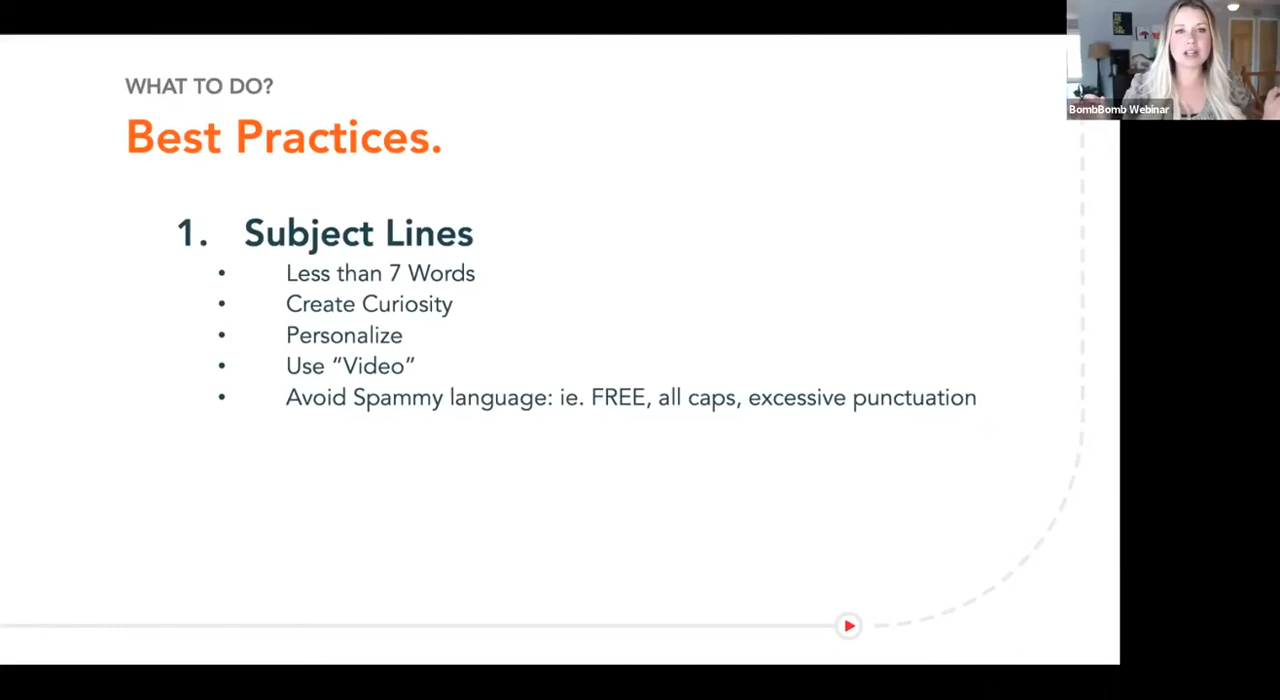 WHAT TO DO?
Best Practices.
1. Subject Lines
• Less than 7 Words
• Create Curiosity
• Personalize
• Use “Video”
• Avoid Spammy language: ie. FREE, all caps, excessive punctuation
BombBomb Webinar